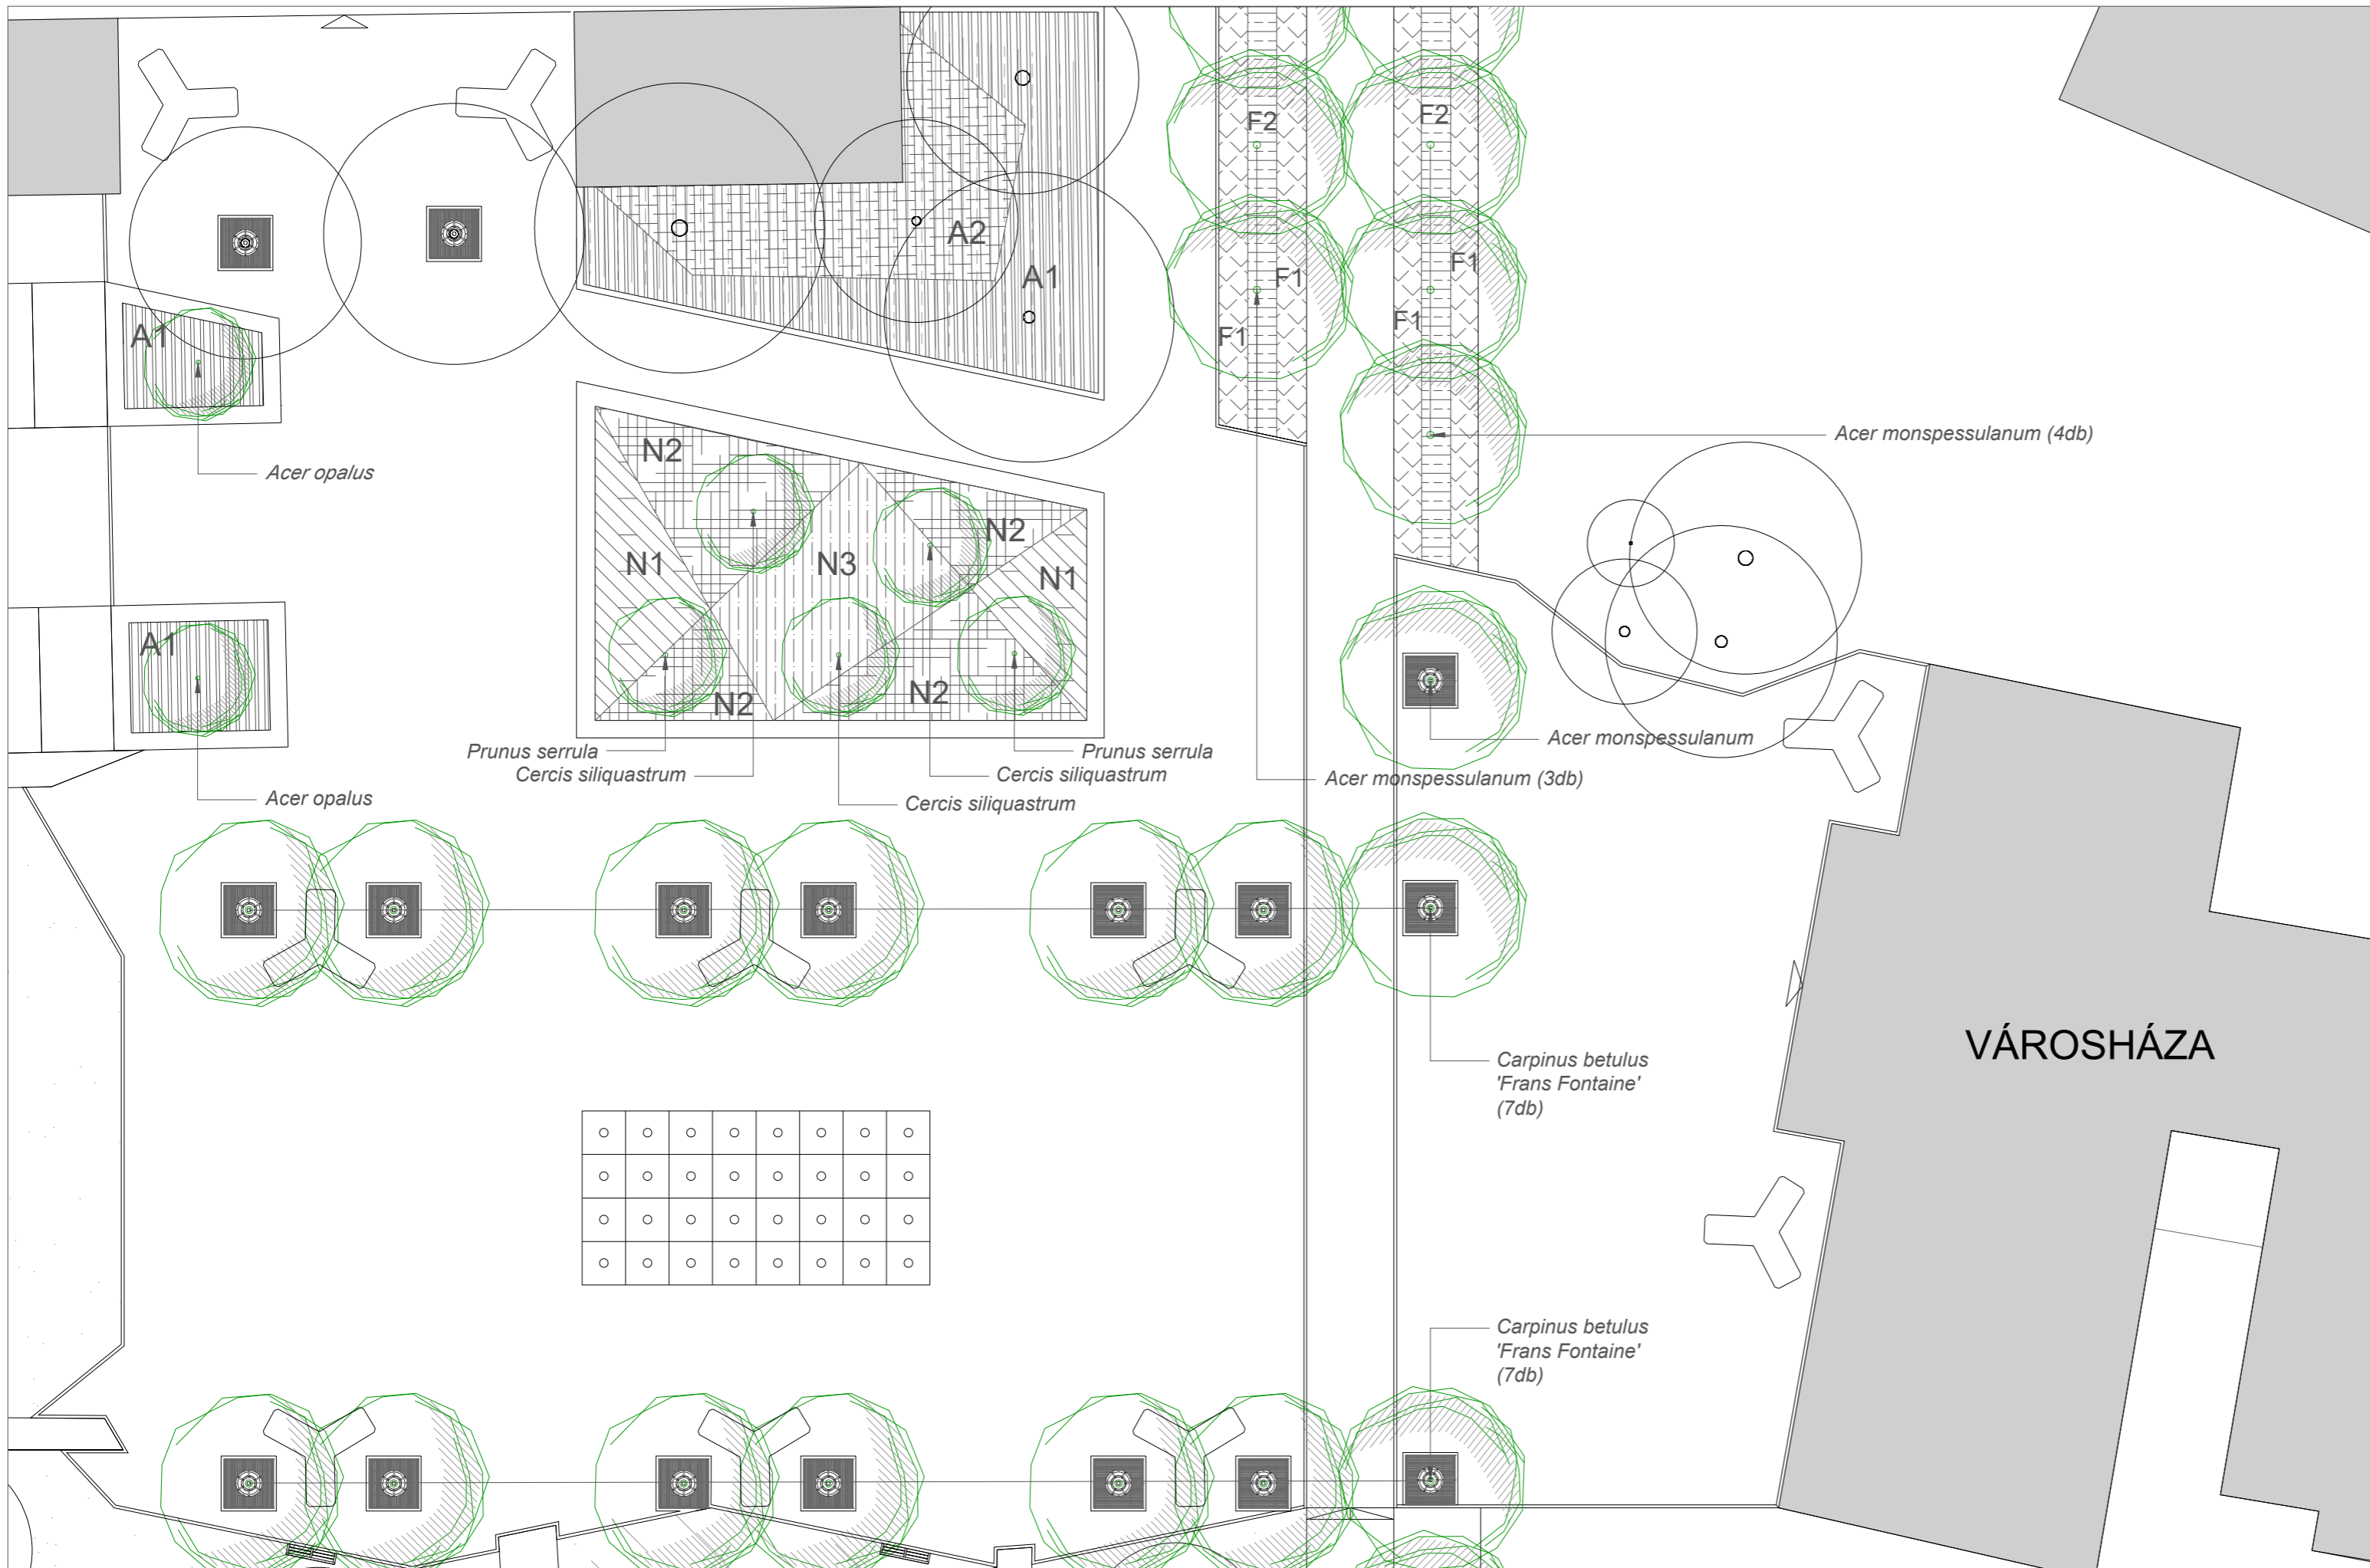 F2
F2
A2
A1
F1
F1
F1
F1
A1
Acer opalus
Acer monspessulanum (4db)
N2
N2
N1
N3
N1
A1
N2
N2
Prunus serrula
Cercis siliquastrum
Prunus serrula
Cercis siliquastrum
Cercis siliquastrum
Acer monspessulanum
Acer monspessulanum (3db)
Acer opalus
VÁROSHÁZA
Carpinus betulus
'Frans Fontaine'
(7db)
Carpinus betulus
'Frans Fontaine'
(7db)